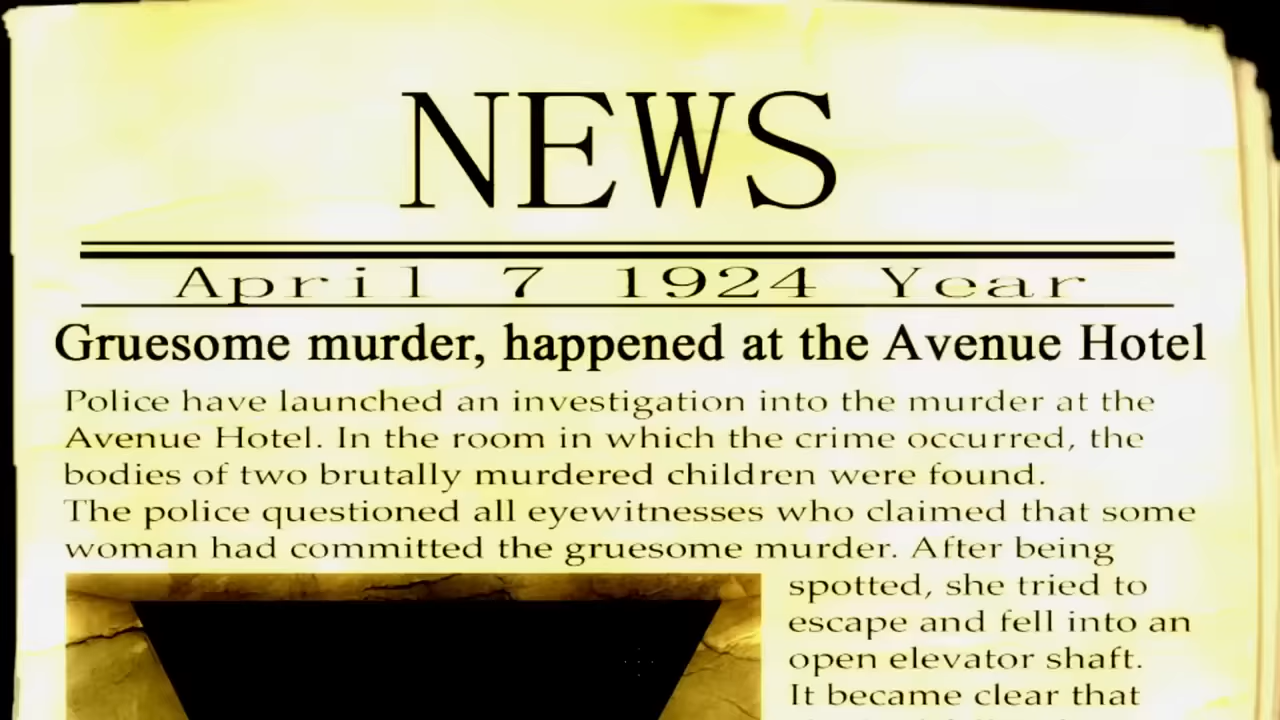 NEWS
April 7 1924 Year
Gruesome murder, happened at the Avenue Hotel
Police have launched an investigation into the murder at the
Avenue Hotel. In the room in which the crime occurred, the
bodies of two brutally murdered children were found.
The police questioned all eyewitnesses who claimed that some
woman had committed the gruesome murder. After being
spotted, she tried to
escape and fell into an
open elevator shaft.
It became clear that